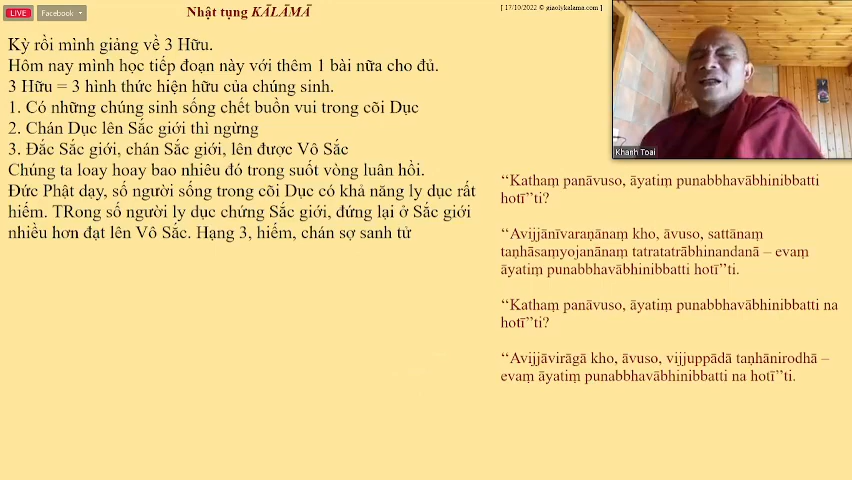 LIVE
Facebook
Nhật tụng KĀLĀMĀ
[ 17/10/2022 © giaolykalama.com ]
Kỳ rồi mình giảng về 3 Hữu.
Hôm nay mình học tiếp đoạn này với thêm 1 bài nữa cho đủ.
3 Hữu = 3 hình thức hiện hữu của chúng sinh.
1. Có những chúng sinh sống chết buồn vui trong cõi Dục
2. Chán Dục lên Sắc giới thì ngừng
3. Đắc Sắc giới, chán Sắc giới, lên được Vô Sắc
Chúng ta loay hoay bao nhiêu đó trong suốt vòng luân hồi.
Đức Phật dạy, số người sống trong cõi Dục có khả năng ly dục rất
hiếm. TRong số người ly dục chứng Sắc giới, đứng lại ở Sắc giới
nhiều hơn đạt lên Vô Sắc. Hạng 3, hiếm, chán sợ sanh tử
Khanh Toai
“Kathaṃ panāvuso, āyatiṃ punabbhavābhinibbatti
hotī”ti?
“Avijjānīvaraṇānaṃ kho, āvuso, sattānaṃ
taṇhāsaṃyojanānaṃ tatratatrābhinandanā – evaṃ
āyatiṃ punabbhavābhinibbatti hotī”ti.
“Kathaṃ panāvuso, āyatiṃ punabbhavābhinibbatti na
hotī”ti?
“Avijjāvirāgā kho, āvuso, vijjuppādā taṇhānirodhā –
evaṃ āyatiṃ punabbhavābhinibbatti na hotī”ti.